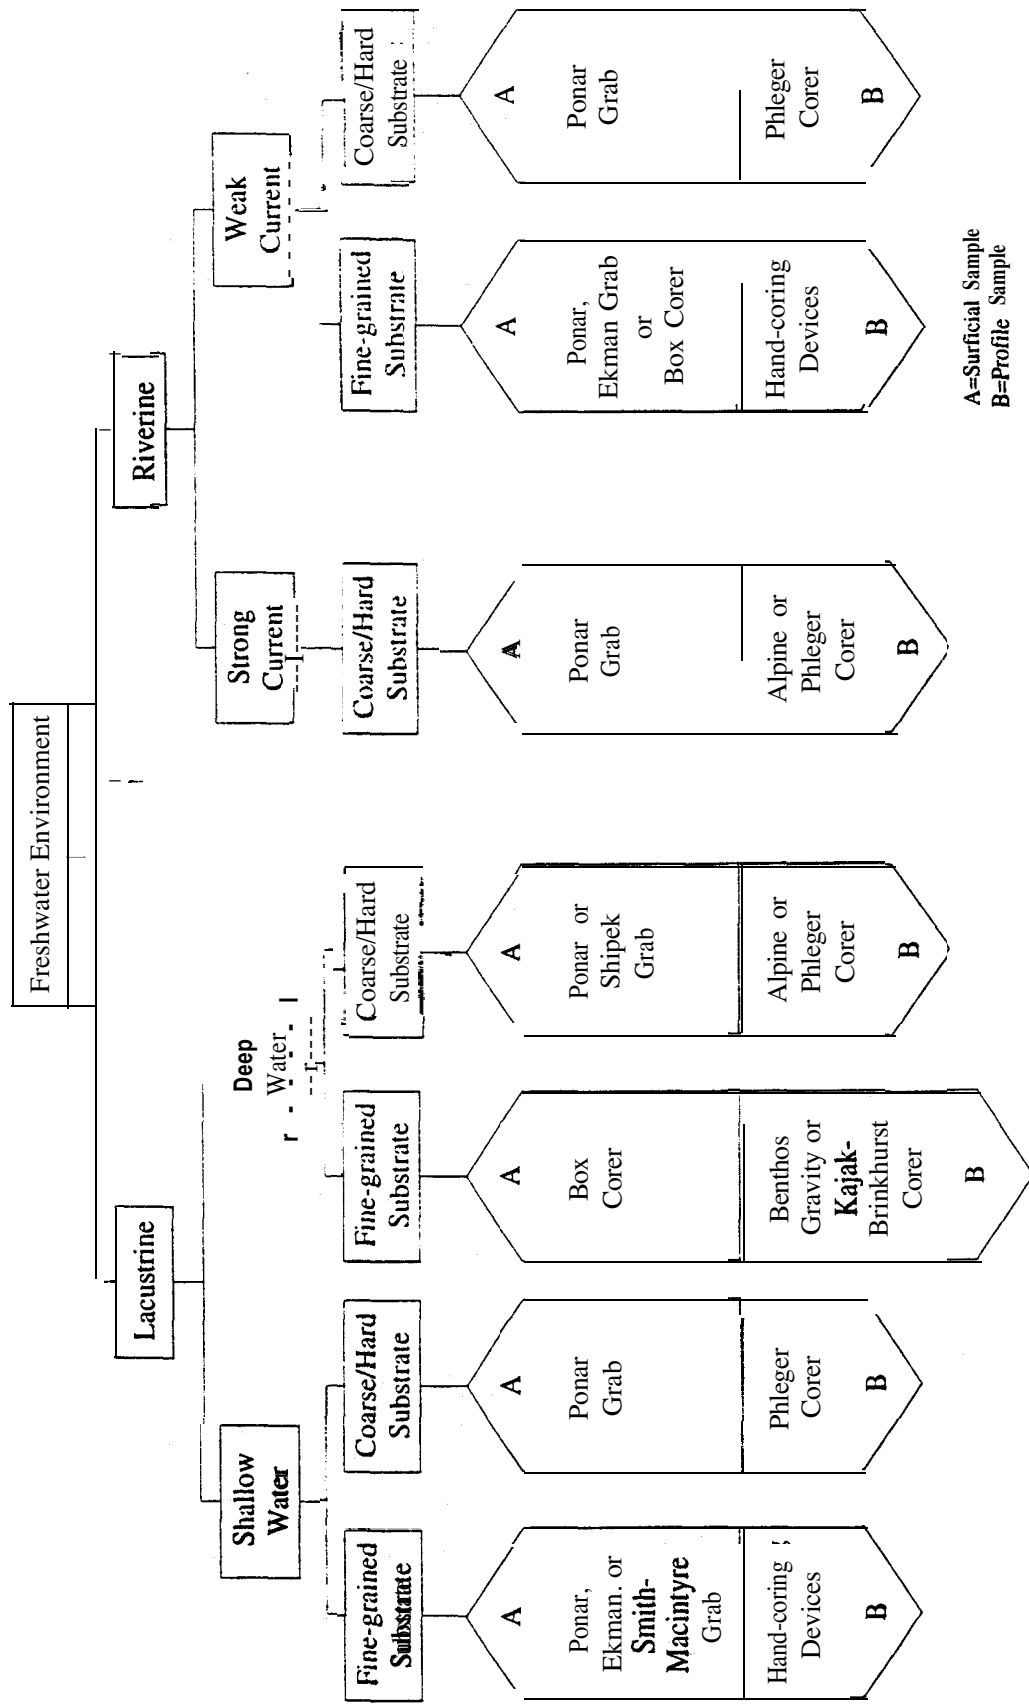 Freshwater Environment
Lacustrine
Riverine
Shallow
Water
Deep
Water
Strong
Current
Weak
Current
Fine-grained
Substrate
Coarse/Hard
Substrate
Fine-grained
Substrate
Coarse/Hard
Substrate
Coarse/Hard
Substrate
Fine-grained
Substrate
Coarse/Hard
Substrate
A
Ponar,
Ekman. or
Smith-
Macintyre
Grab
Hand-coring
Devices
B
A
Ponar
Grab
Phleger
Corer
B
A
Box
Corer
Benthos
Gravity or
Kajak-
Brinkhurst
Corer
B
A
Ponar or
Shipek
Grab
Alpine or
Phleger
Corer
B
A
Ponar
Grab
Alpine or
Phleger
Corer
B
A
Ponar,
Ekman Grab
or
Box Corer
Hand-coring
Devices
B
A
Ponar
Grab
Phleger
Corer
B
A=Surficial Sample
B=Profile Sample